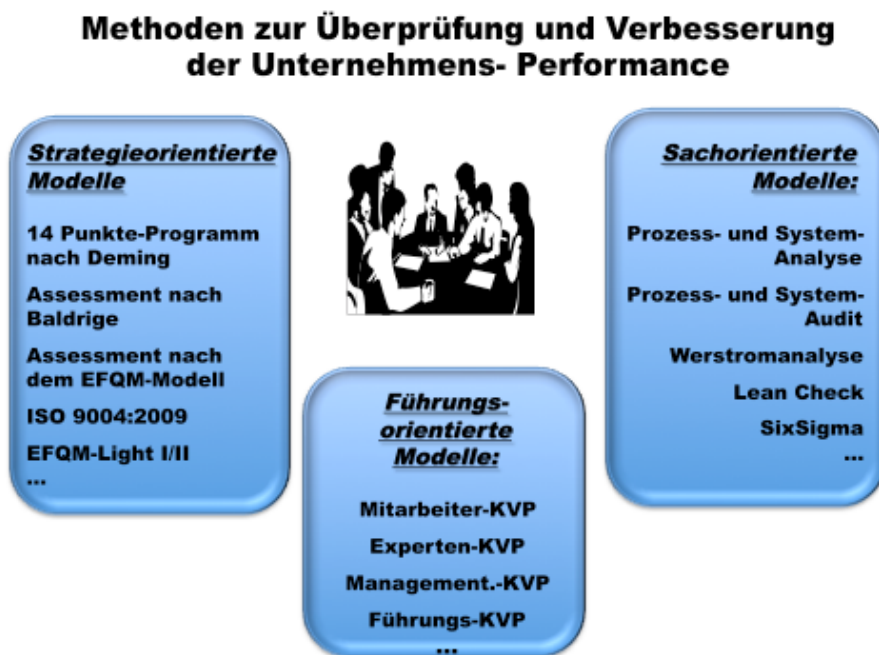 Methoden zur Überprüfung und Verbesserung
der Unternehmens- Performance
Strategieorientierte
Modelle
14 Punkte-Programm
nach Deming
Assessment nach
Baldrige
Assessment nach
dem EFQM-Modell
ISO 9004:2009
EFQM-Light I/II
...
Führungs-
orientierte
Modelle:
Mitarbeiter-KVP
Experten-KVP
Management.-KVP
Führungs-KVP
...
Sachorientierte
Modelle:
Prozess- und System-
Analyse
Prozess- und System-
Audit
Werstromanalyse
Lean Check
SixSigma
...